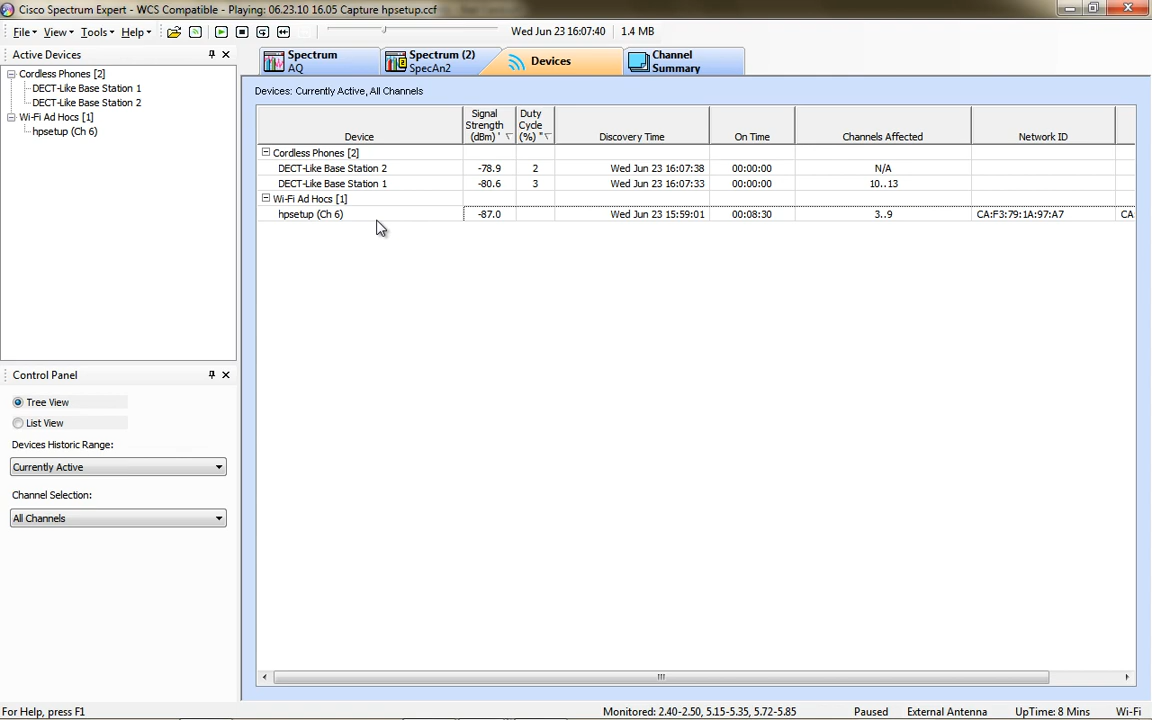 Cisco Spectrum Expert - WCS Compatible - Playing: 06.23.10 16.05 Capture hpsetup.ccf
File View Tools Help Wed Jun 23 16:07:40 1.4 MB
Active Devices
Cordless Phones [2]
DECT-Like Base Station 1
DECT-Like Base Station 2
Wi-Fi Ad Hocs [1]
hpsetup (Ch 6)
Spectrum
AQ
Spectrum (2)
SpecAn2
2
Devices
Channel
Summary
Devices: Currently Active, All Channels
Device Signal Strength (dBm) ' Duty Cycle (%) " Discovery Time On Time Channels Affected Network ID
Cordless Phones [2]
DECT-Like Base Station 2 -78.9 2 Wed Jun 23 16:07:38 00:00:00 N/A
DECT-Like Base Station 1 -80.6 3 Wed Jun 23 16:07:33 00:00:00 10..13
Wi-Fi Ad Hocs [1]
hpsetup (Ch 6) -87.0 Wed Jun 23 15:59:01 00:08:30 3..9 CA:F3:79:1A:97:A7 CA
Control Panel
Tree View
List View
Devices Historic Range:
Currently Active
Channel Selection:
All Channels
For Help, press F1 Monitored: 2.40-2.50, 5.15-5.35, 5.72-5.85 Paused External Antenna UpTime: 8 Mins Wi-Fi